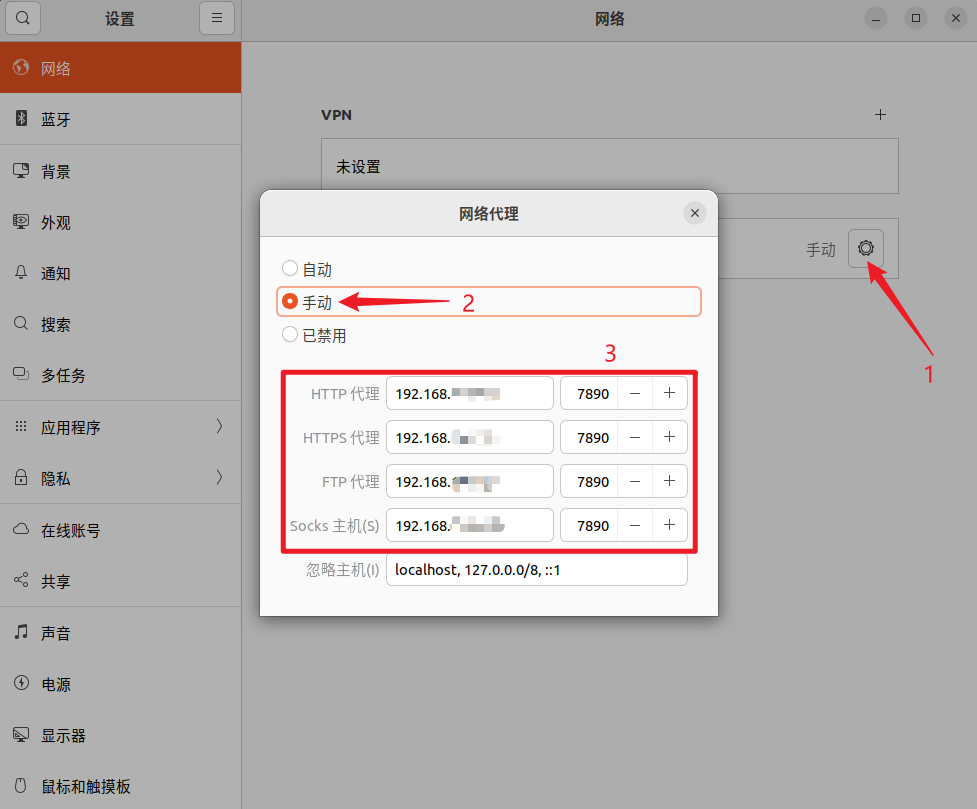 设置
网络
网络
蓝牙
背景
外观
通知
搜索
多任务
应用程序
隐私
在线账号
共享
声音
电源
显示器
鼠标和触摸板
VPN
未设置
手动
1
网络代理
自动
手动
2
已禁用
3
HTTP 代理 192.168. 7890
HTTPS 代理 192.168. 7890
FTP 代理 192.168. 7890
Socks 主机(S) 192.168. 7890
忽略主机(I) localhost, 127.0.0.0/8, ::1